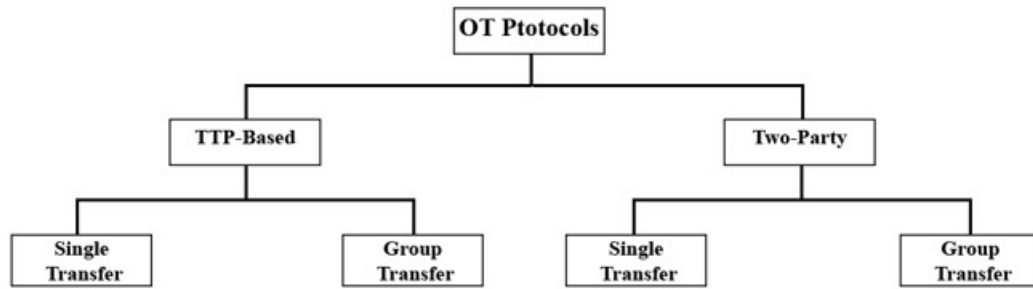 OT Ptotocols
TTP-Based
Two-Party
Single
Transfer
Group
Transfer
Single
Transfer
Group
Transfer